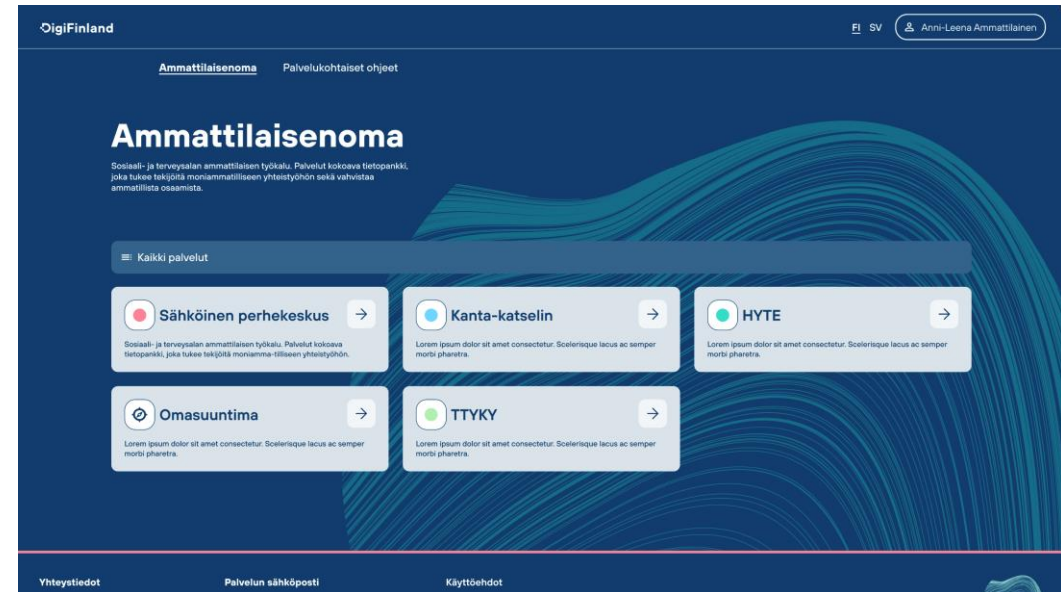 DigiFinland
FI SV Anni-Leena Ammattilainen
Ammattilaisenoma Palvelukohtaiset ohjeet
Ammattilaisenoma
Sosiaali- ja terveysalan ammattilaisen työkalu. Palvelut kokoava tietopankki,
joka tukee tekijöitä moniammatilliseen yhteistyöhön sekä vahvistaa
ammatillista osaamista.
Kaikki palvelut
Sähköinen perhekeskus
Sosiaali- ja terveysalan ammattilaisen työkalu. Palvelut kokoava
tietopankki, joka tukee tekijöitä moniamma-tilliseen yhteistyöhön.
Kanta-katselin
Lorem ipsum dolor sit amet consectetur. Scelerisque lacus ac semper
morbi pharetra.
HYTE
Lorem ipsum dolor sit amet consectetur. Scelerisque lacus ac semper
morbi pharetra.
Omasuuntima
Lorem ipsum dolor sit amet consectetur. Scelerisque lacus ac semper
morbi pharetra.
TTYKY
Lorem ipsum dolor sit amet consectetur. Scelerisque lacus ac semper
morbi pharetra.
Yhteystiedot Palvelun sähköposti Käyttöehdot